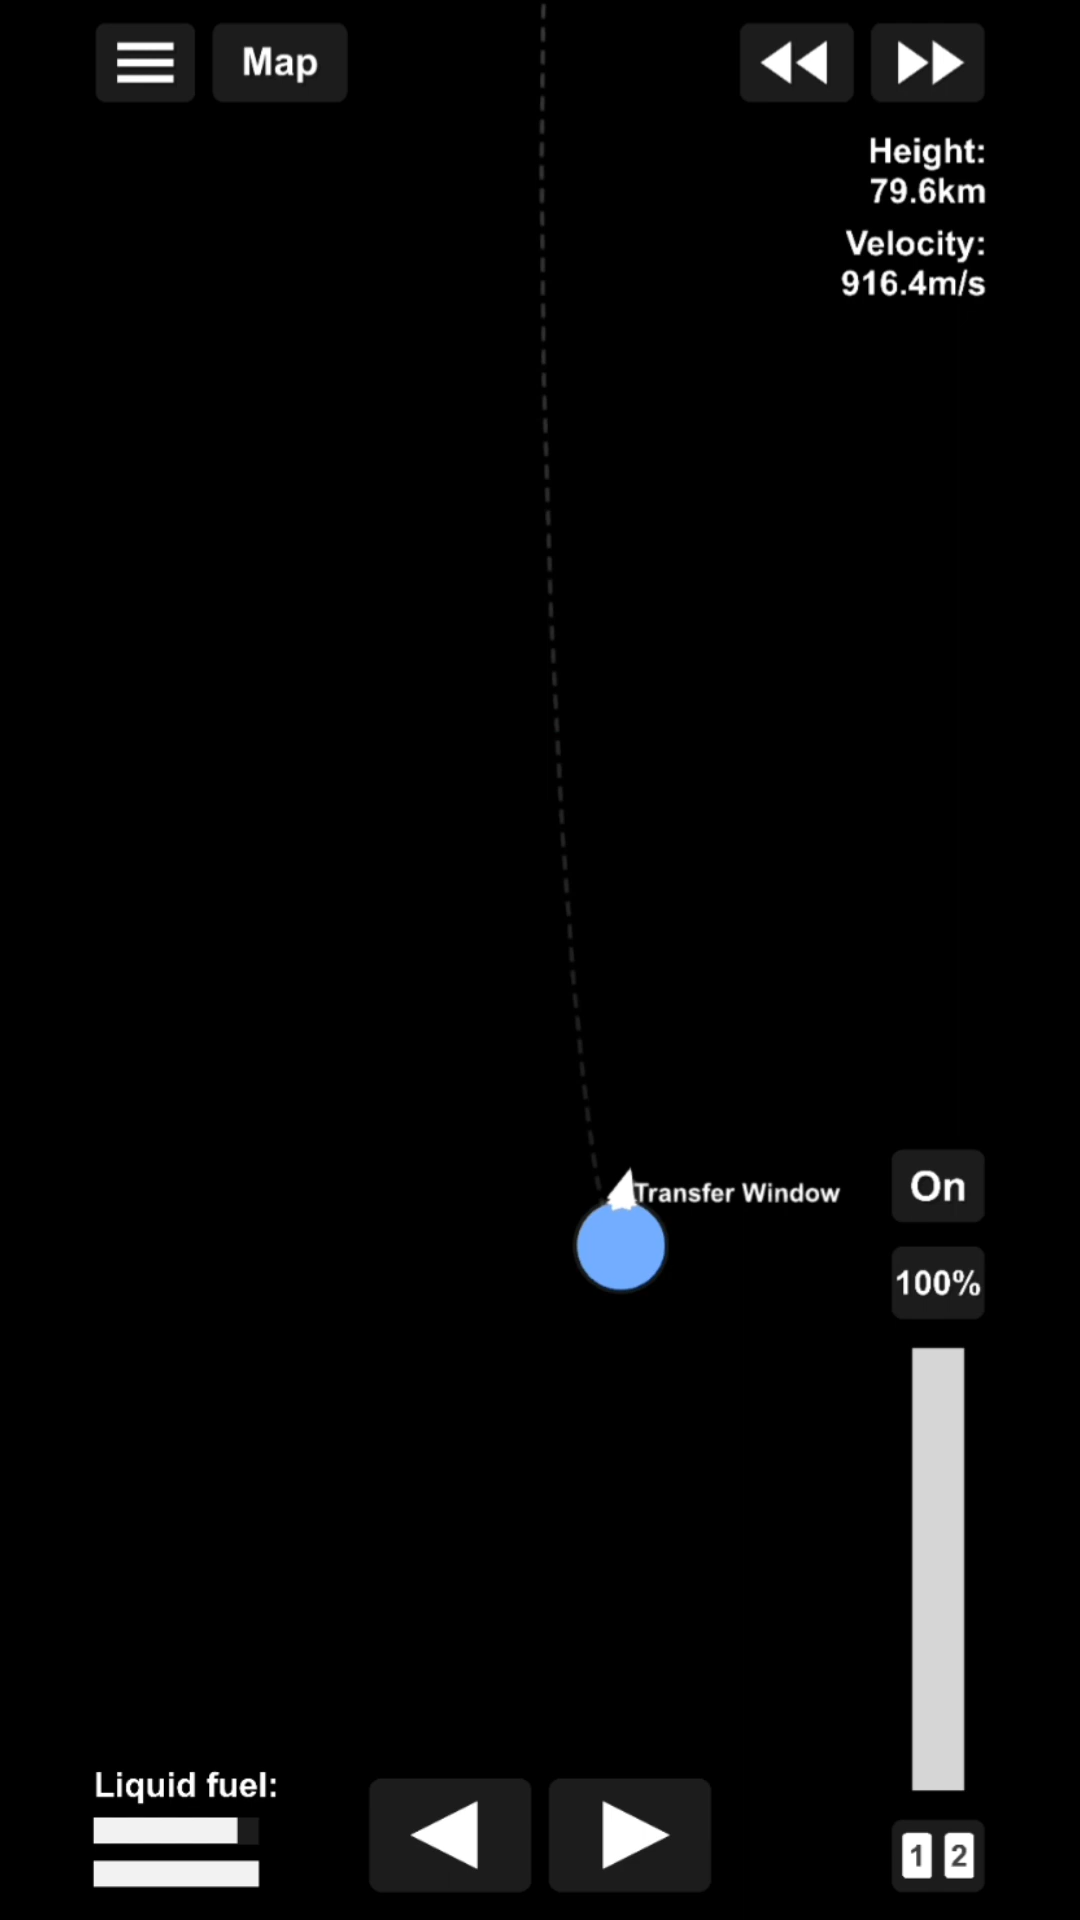 Map
Height:
79.6km
Velocity:
916.4m/s
Transfer Window
On
100%
Liquid fuel:
1 2